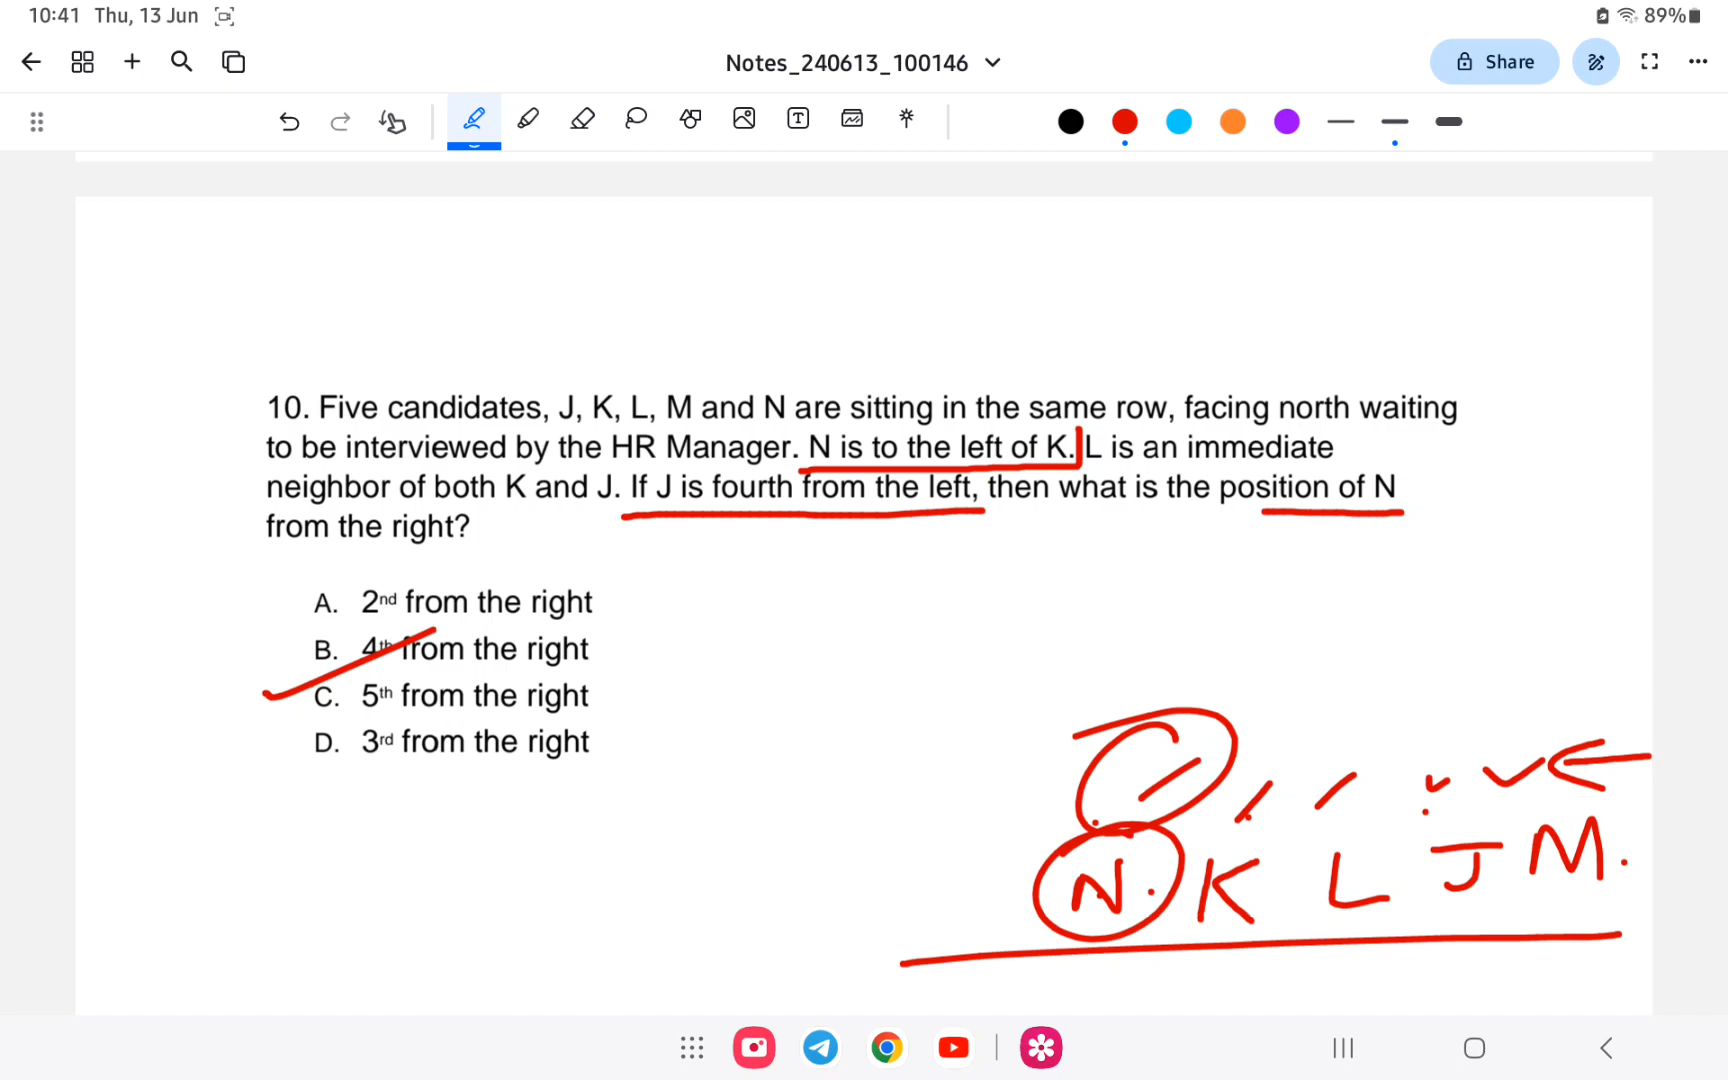 10:41 Thu, 13 Jun 89%
Notes_240613_100146
Share
10. Five candidates, J, K, L, M and N are sitting in the same row, facing north waiting
to be interviewed by the HR Manager. N is to the left of K. L is an immediate
neighbor of both K and J. If J is fourth from the left, then what is the position of N
from the right?
A. 2nd from the right
B. 4th from the right
C. 5th from the right
D. 3rd from the right
N K L J M